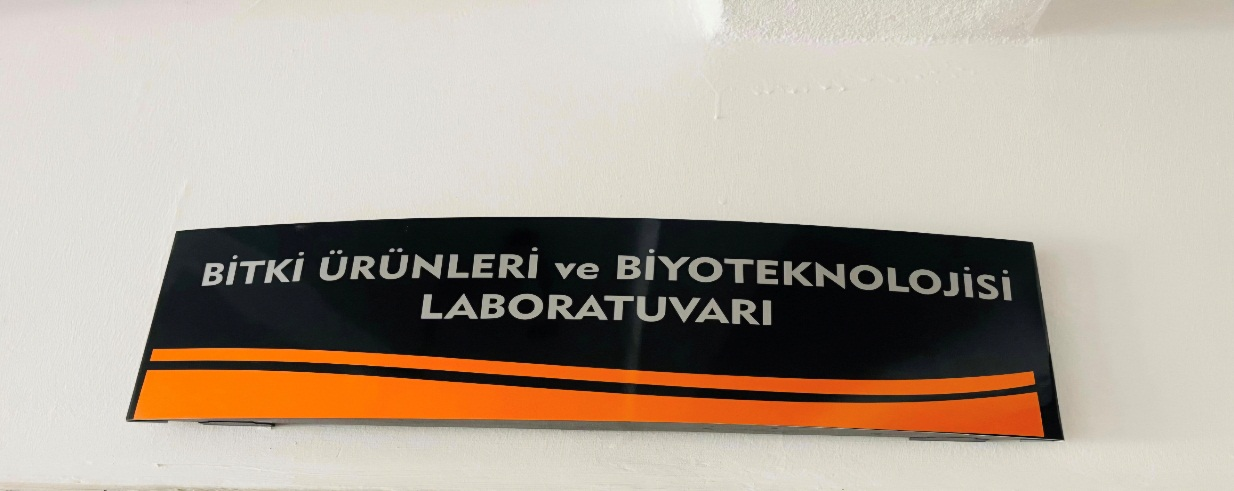 BİTKİ ÜRÜNLERİ ve BİYOTEKNOLOJİSİ
LABORATUVARI